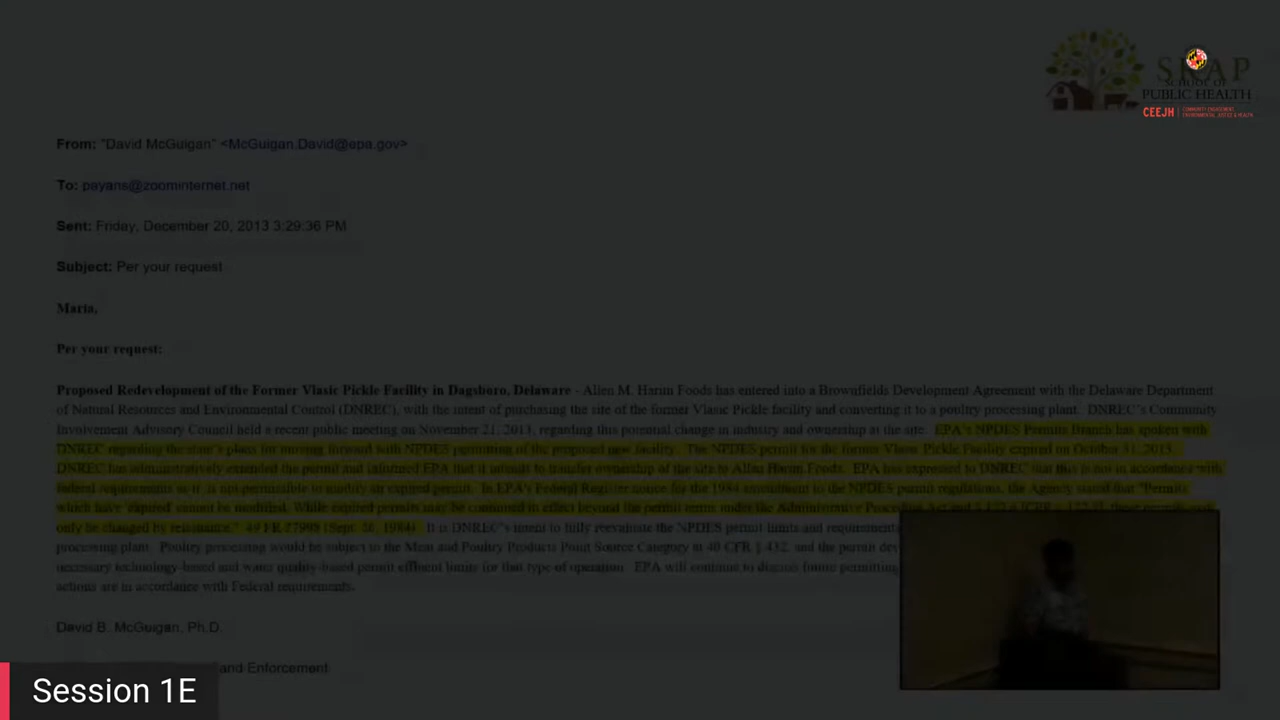 SRAP
SCHOOL OF
PUBLIC HEALTH
CEEJH COMMUNITY ENGAGEMENT, ENVIRONMENTAL JUSTICE & HEALTH
From: "David McGuigan" <McGuigan.David@epa.gov>
To: payans@zoominternet.net
Sent: Friday, December 20, 2013 3:29:36 PM
Subject: Per your request
Maria,
Per your request:
Proposed Redevelopment of the Former Vlasic Pickle Facility in Dagsboro, Delaware - Allen M. Harim Foods has entered into a Brownfields Development Agreement with the Delaware Department
of Natural Resources and Environmental Control (DNREC), with the intent of purchasing the site of the former Vlasic Pickle facility and converting it to a poultry processing plant. DNREC's Community
Involvement Advisory Council held a recent public meeting on November 21, 2013, regarding this potential change in industry and ownership at the site. EPA's NPDES Permits Branch has spoken with
DNREC regarding the state's plans for moving forward with NPDES permitting of the proposed new facility. The NPDES permit for the former Vlasic Pickle Facility expired on October 31, 2015.
DNREC has administratively extended the permit and informed EPA that it intends to transfer ownership of the site to Allan Harim Foods. EPA has expressed to DNREC that this is not in accordance with
federal requirements as it is not permissible to modify an expired permit. In EPA's Federal Register notice for the 1984 amendment to the NPDES permit regulations, the Agency stated that "Permits
which have expired cannot be modified. While expired permits may be continued in effect beyond the permit terms under the Administrative Procedure Act
only be changed by reissuance." 49 FR 27998 (Sept. 26, 1984). It is DNREC's intent to fully reevaluate the NPDES permit limits and
processing plant. Poultry processing would be subject to the Meat and Poultry Products Point Source Category at 40 CFR § 432, and the permit
necessary technology-based and water quality-based permit effluent limits for that type of operation. EPA will continue to discuss future permitting
actions are in accordance with Federal requirements.
David B. McGuigan, Ph.D.
and Enforcement
Session 1E